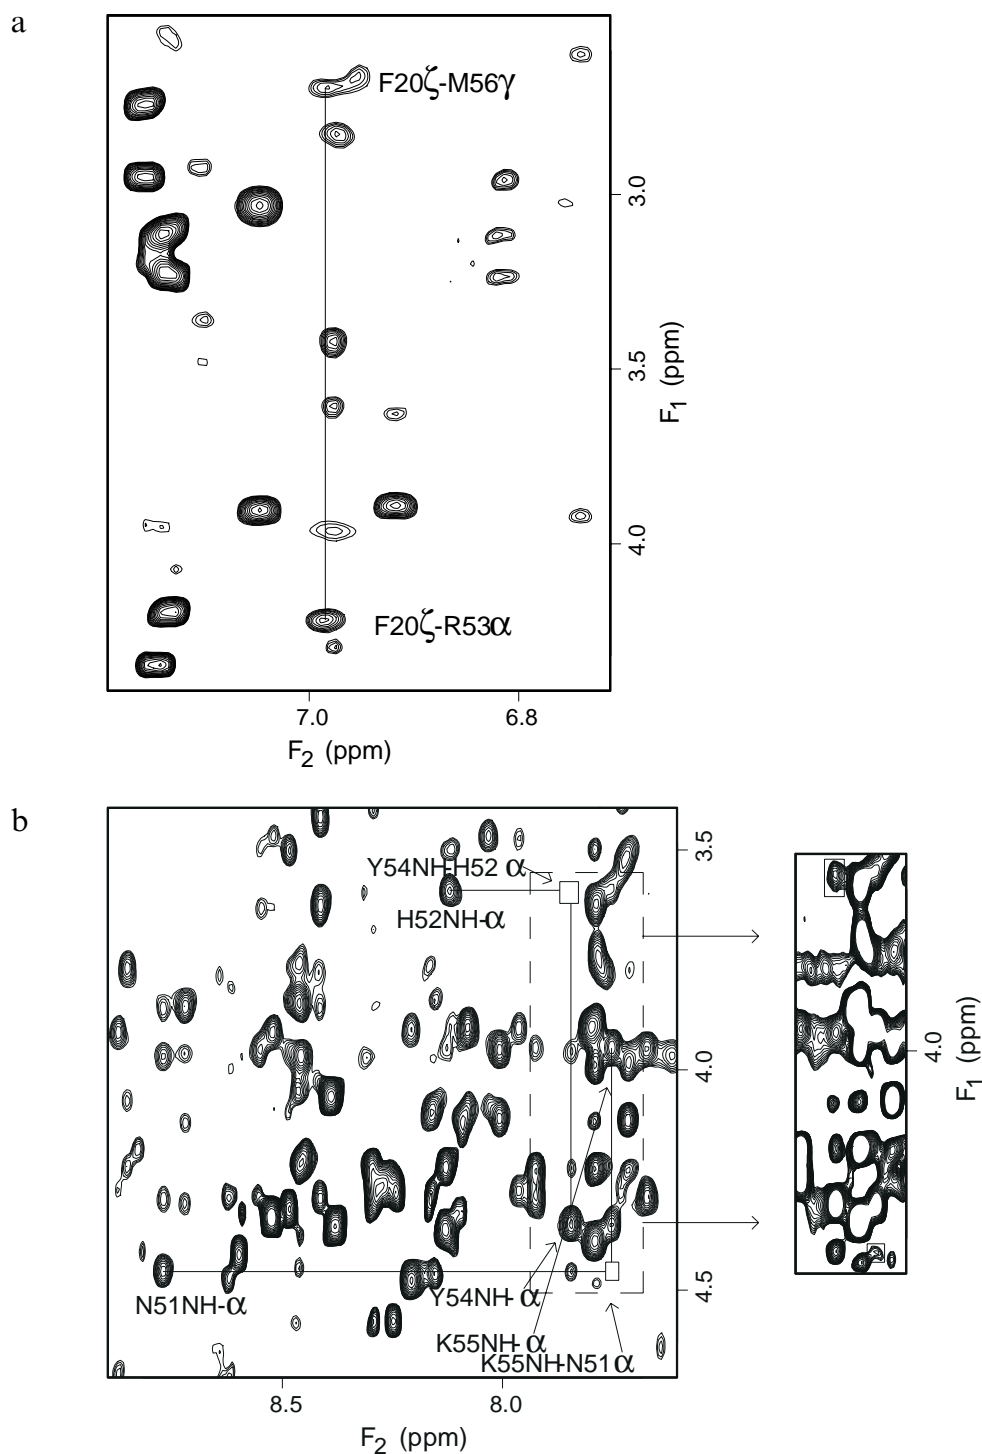 a
F20ζ-M56γ
3.0
3.5
F1 (ppm)
4.0
F20ζ-R53α
7.0
6.8
F2 (ppm)
b
3.5
Y54NH-H52 α
H52NH-α
4.0
4.0
F1 (ppm)
4.5
N51NH-α
Y54NH-α
K55NH-α
K55NH-N51α
8.5
8.0
F2 (ppm)